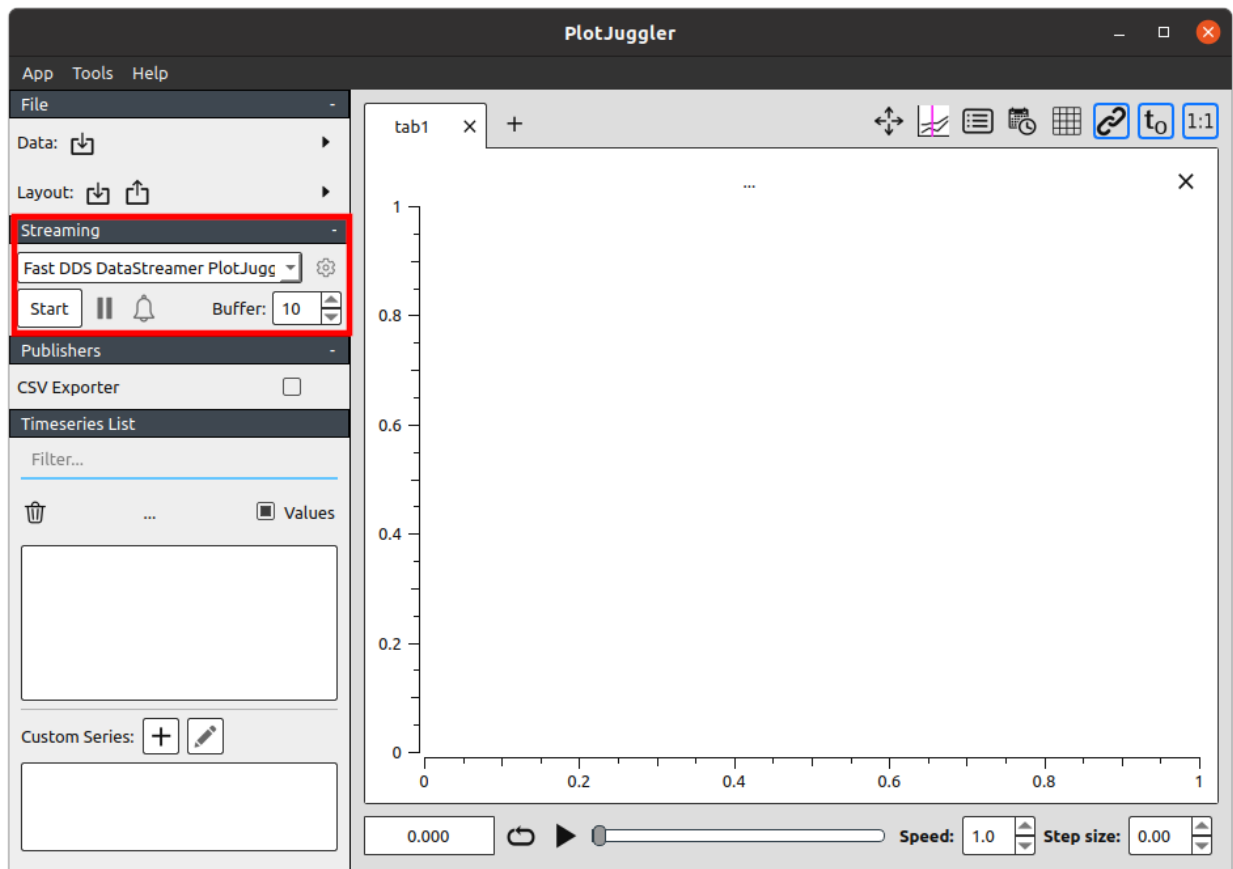 PlotJuggler
App Tools Help
File -
Data:
Layout:
Streaming -
Fast DDS DataStreamer PlotJugg
Start Buffer: 10
Publishers -
CSV Exporter
Timeseries List
Filter...
... Values
Custom Series: +
tab1 × +
t0 1:1
...
1
0.8
0.6
0.4
0.2
0
0 0.2 0.4 0.6 0.8 1
0.000 Speed: 1.0 Step size: 0.00